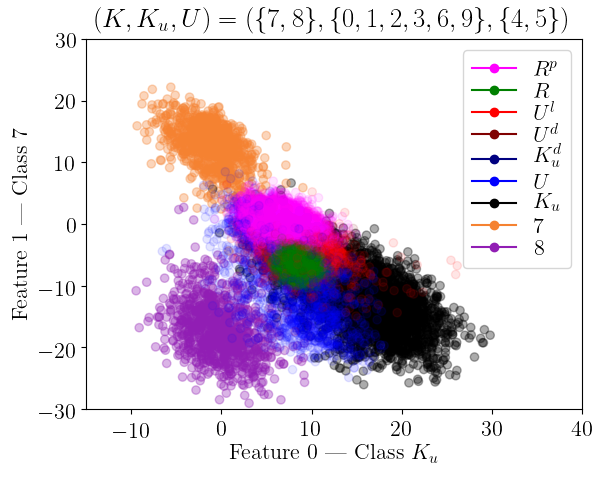 (K, K_u, U) = ({7, 8}, {0, 1, 2, 3, 6, 9}, {4, 5})
30
20
10
0
−10
−20
−30
Feature 1 — Class 7
R^p
R
U^l
U^d
K_u^d
U
K_u
7
8
−10
0
10
20
30
40
Feature 0 — Class K_u